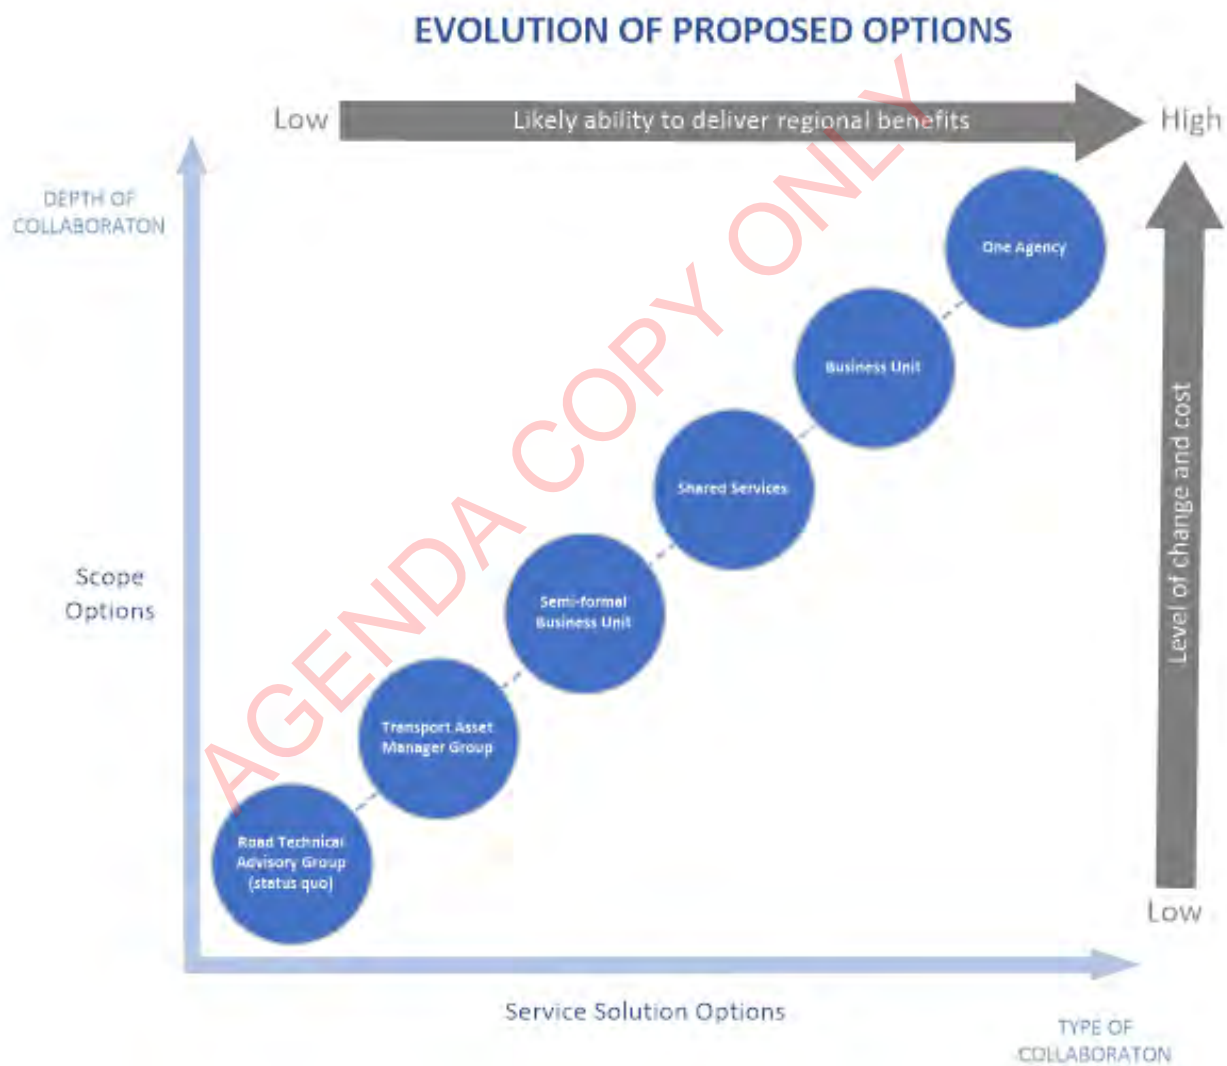 EVOLUTION OF PROPOSED OPTIONS
Low
Likely ability to deliver regional benefits
High
DEPTH OF
COLLABORATON
One Agency
Business Unit
Shared Services
Level of change and cost
Scope
Options
Semi-formal
Business Unit
Transport Asset
Manager Group
Road Technical
Advisory Group
(status quo)
Low
Service Solution Options
TYPE OF
COLLABORATON
AGENDA COPY ONLY